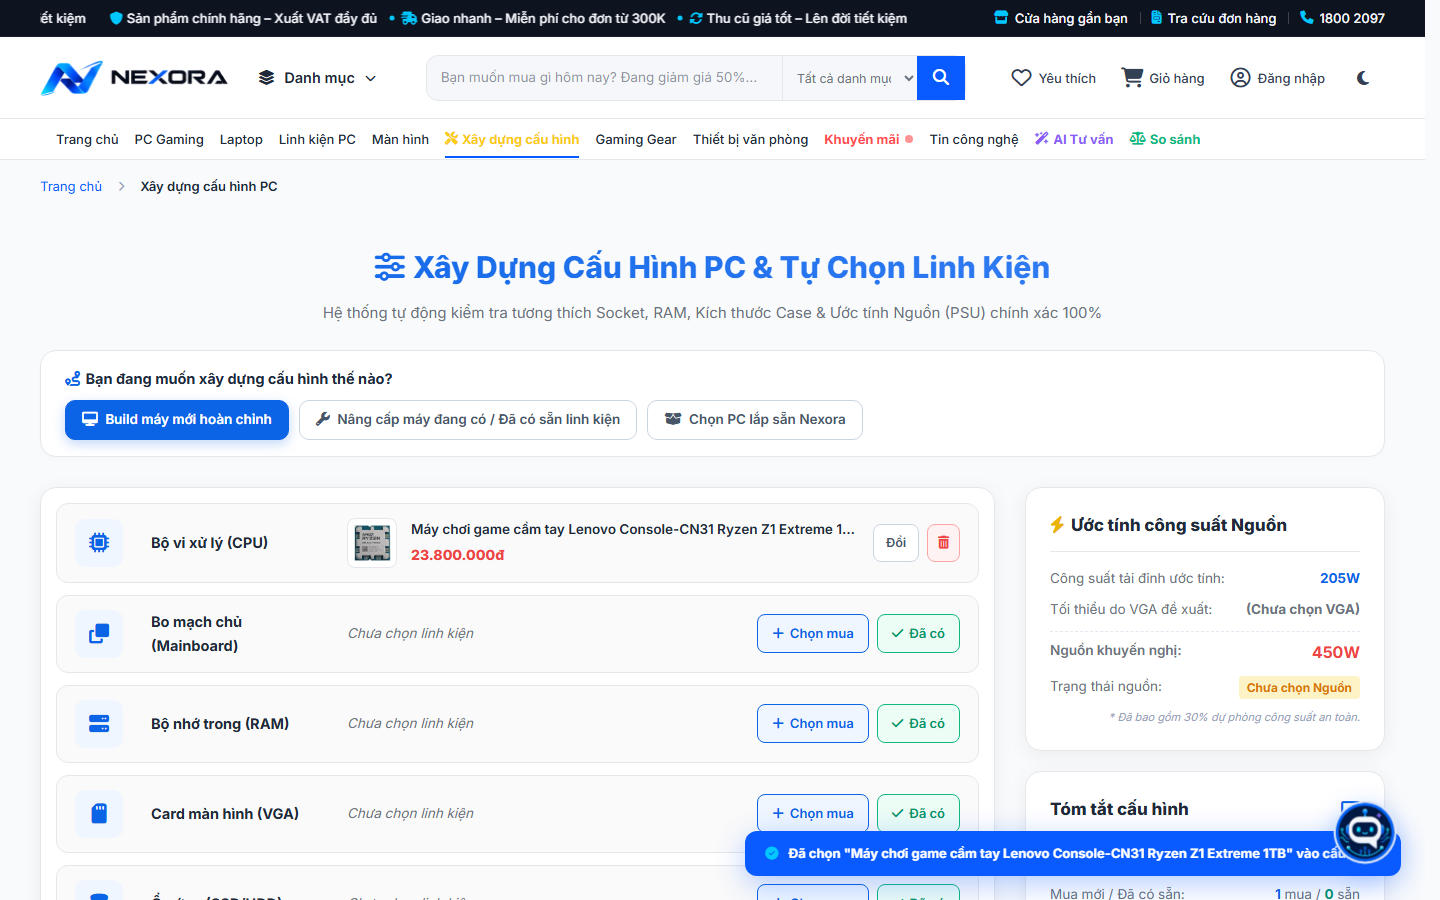 ết kiệm
Sản phẩm chính hãng – Xuất VAT đầy đủ
Giao nhanh – Miễn phí cho đơn từ 300K
Thu cũ giá tốt – Lên đời tiết kiệm
Cửa hàng gần bạn
Tra cứu đơn hàng
1800 2097
NEXORA
Danh mục
Bạn muốn mua gì hôm nay? Đang giảm giá 50%...
Tất cả danh mục
Yêu thích
Giỏ hàng
Đăng nhập
Trang chủ
PC Gaming
Laptop
Linh kiện PC
Màn hình
Xây dựng cấu hình
Gaming Gear
Thiết bị văn phòng
Khuyến mãi
Tin công nghệ
AI Tư vấn
So sánh
Trang chủ
Xây dựng cấu hình PC
Xây Dựng Cấu Hình PC & Tự Chọn Linh Kiện
Hệ thống tự động kiểm tra tương thích Socket, RAM, Kích thước Case & Ước tính Nguồn (PSU) chính xác 100%
Bạn đang muốn xây dựng cấu hình thế nào?
Build máy mới hoàn chỉnh
Nâng cấp máy đang có / Đã có sẵn linh kiện
Chọn PC lắp sẵn Nexora
Bộ vi xử lý (CPU)
Máy chơi game cầm tay Lenovo Console-CN31 Ryzen Z1 Extreme 1...
23.800.000đ
Đổi
Bo mạch chủ
(Mainboard)
Chưa chọn linh kiện
Chọn mua
Đã có
Bộ nhớ trong (RAM)
Chưa chọn linh kiện
Chọn mua
Đã có
Card màn hình (VGA)
Chưa chọn linh kiện
Chọn mua
Đã có
Ước tính công suất Nguồn
Công suất tải đỉnh ước tính:
205W
Tối thiểu do VGA đề xuất:
(Chưa chọn VGA)
Nguồn khuyến nghị:
450W
Trạng thái nguồn:
Chưa chọn Nguồn
* Đã bao gồm 30% dự phòng công suất an toàn.
Tóm tắt cấu hình
Đã chọn "Máy chơi game cầm tay Lenovo Console-CN31 Ryzen Z1 Extreme 1TB" vào cấu
Mua mới / Đã có sẵn:
1 mua / 0 sẵn